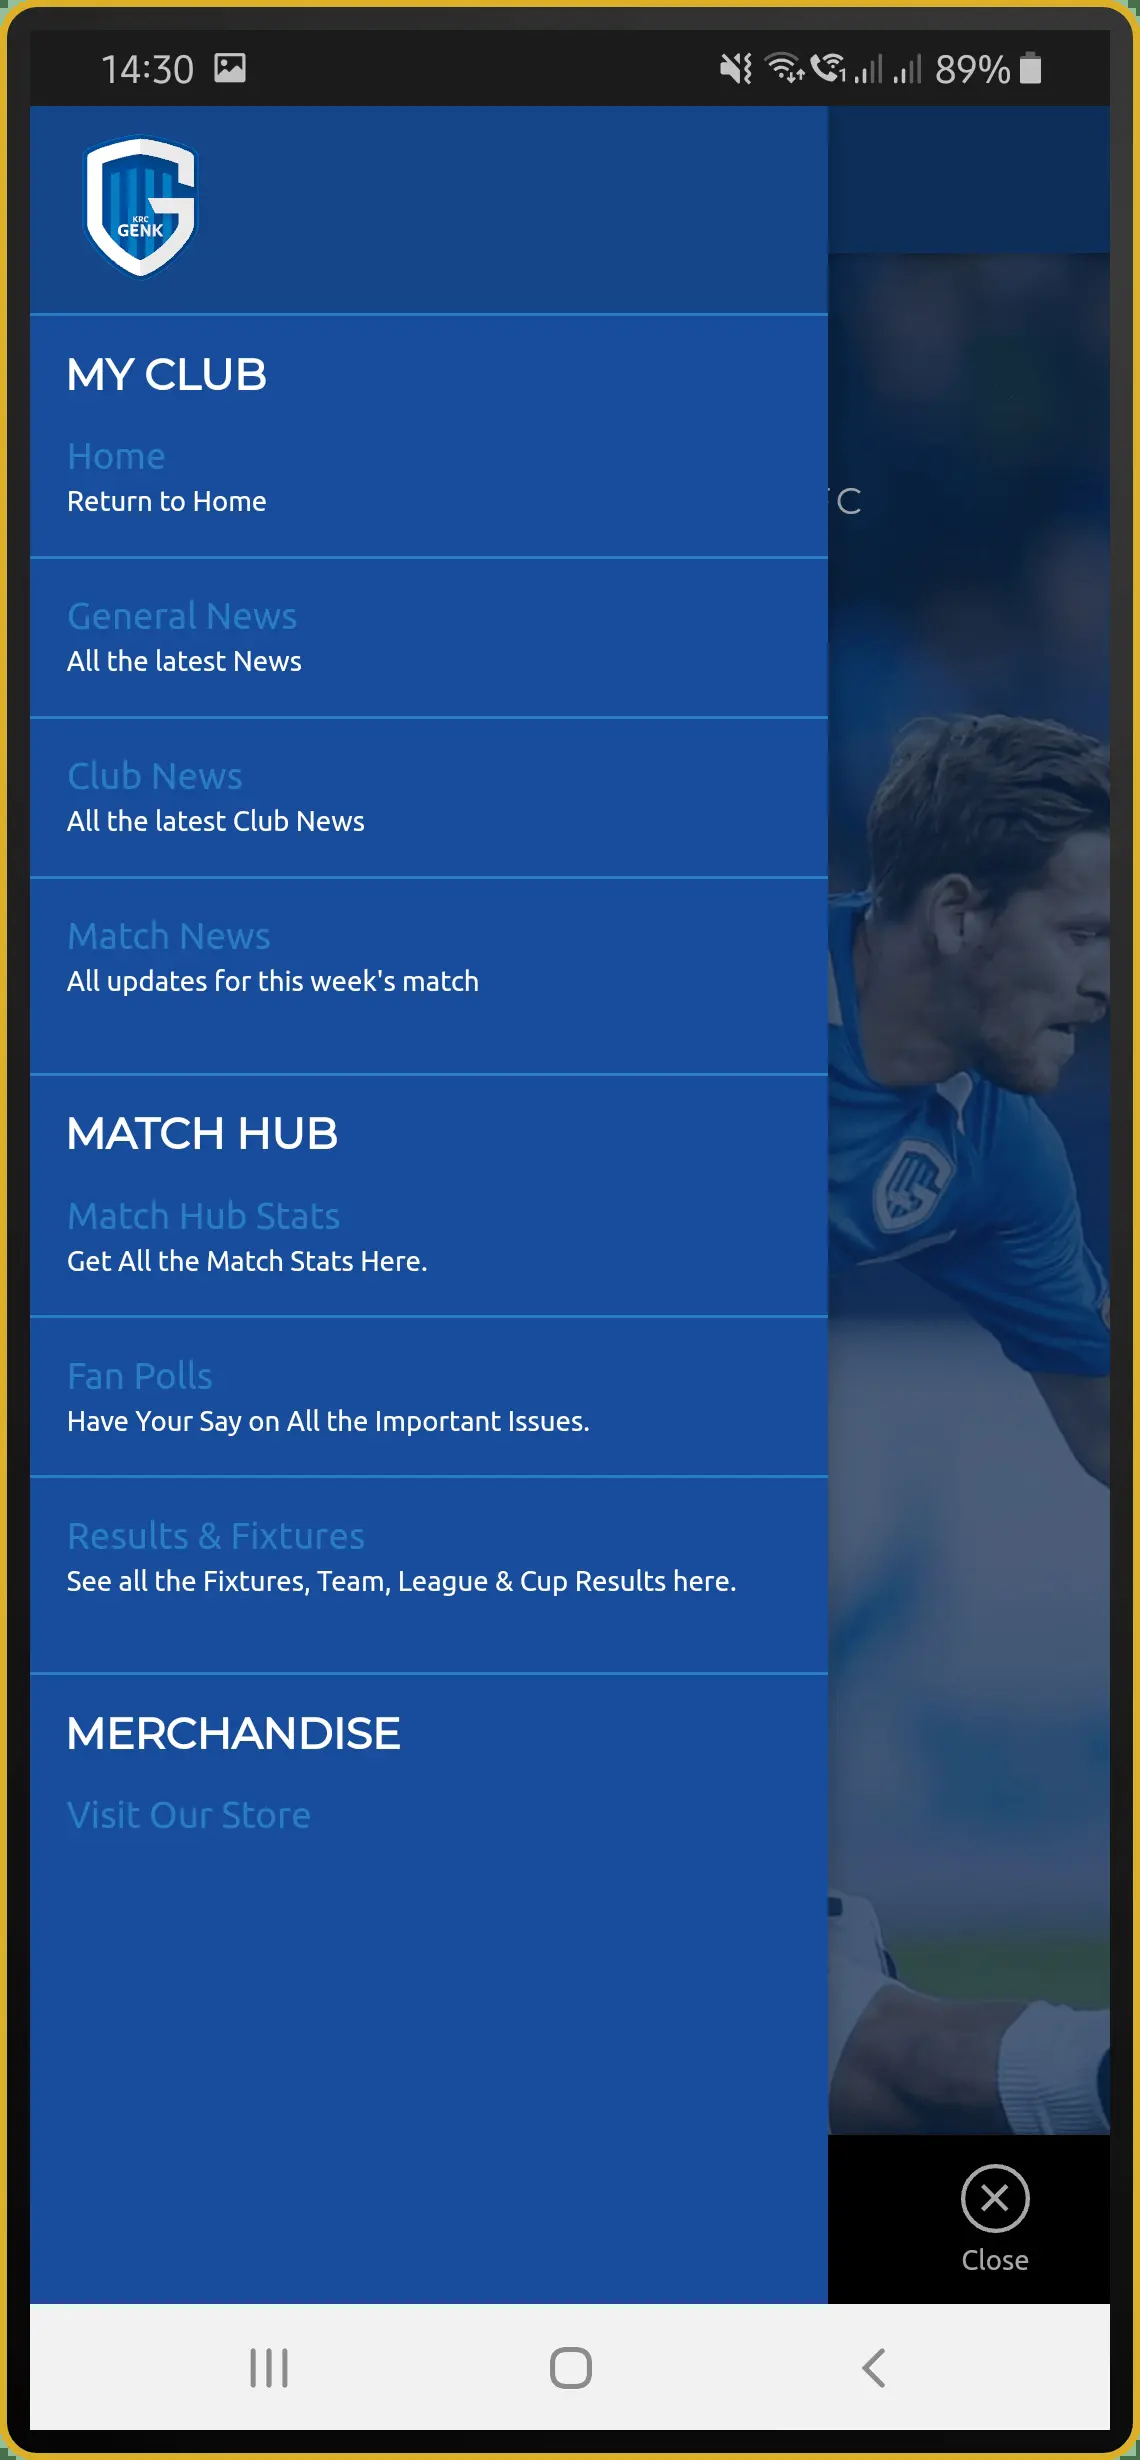 14:30
1
89%
KRC
GENK
MY CLUB
Home
Return to Home
C
General News
All the latest News
Club News
All the latest Club News
Match News
All updates for this week's match
MATCH HUB
Match Hub Stats
Get All the Match Stats Here.
Fan Polls
Have Your Say on All the Important Issues.
Results & Fixtures
See all the Fixtures, Team, League & Cup Results here.
MERCHANDISE
Visit Our Store
Close